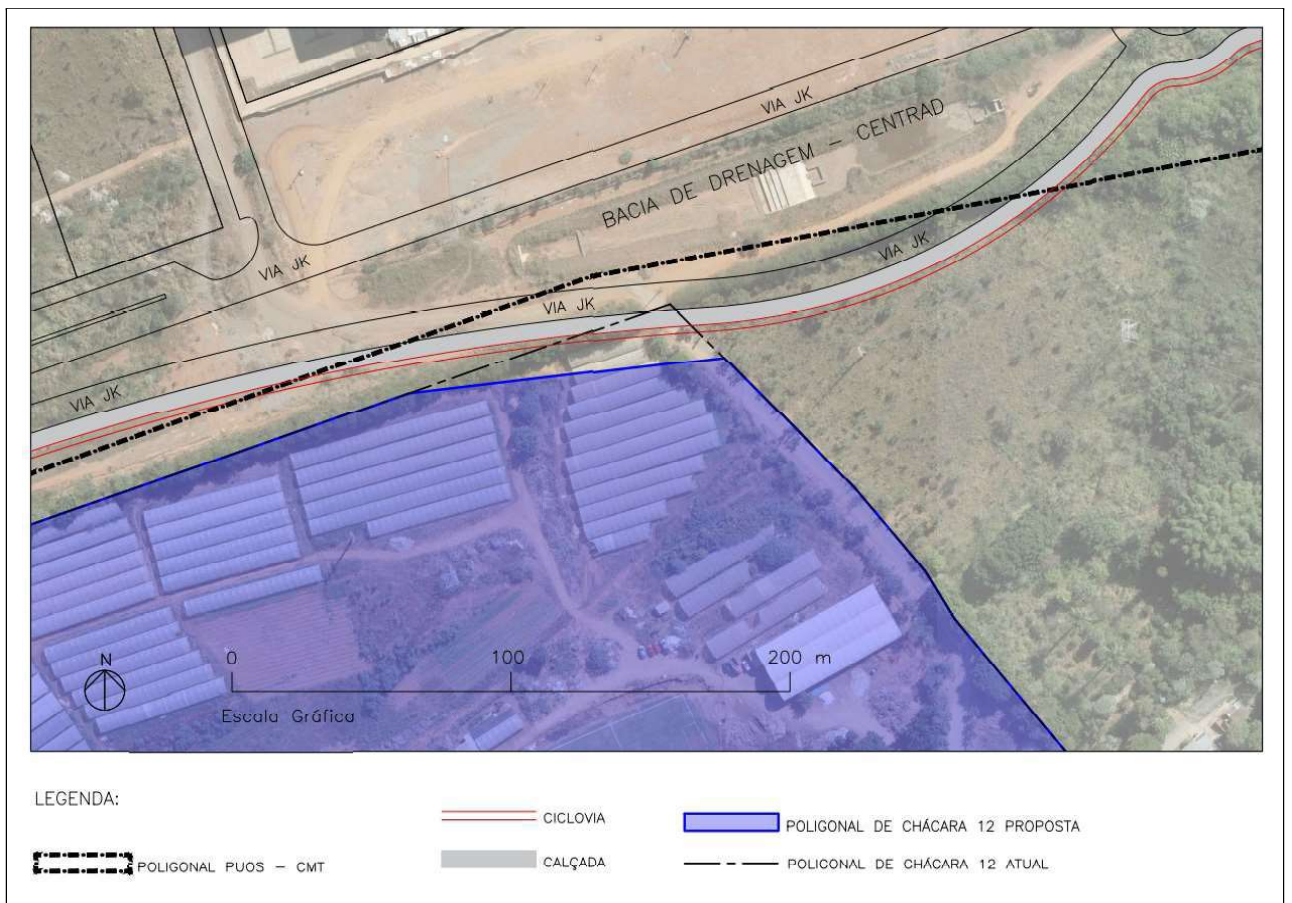 VIA JK
BACIA DE DRENAGEM – CENTRAD
VIA JK
VIA JK
VIA JK
VIA JK
N
0 100 200 m
Escala Gráfica
LEGENDA:
CICLOVIA
POLIGONAL DE CHÁCARA 12 PROPOSTA
POLIGONAL PUOS – CMT
CALÇADA
POLICONAL DE CHÁCARA 12 ATUAL